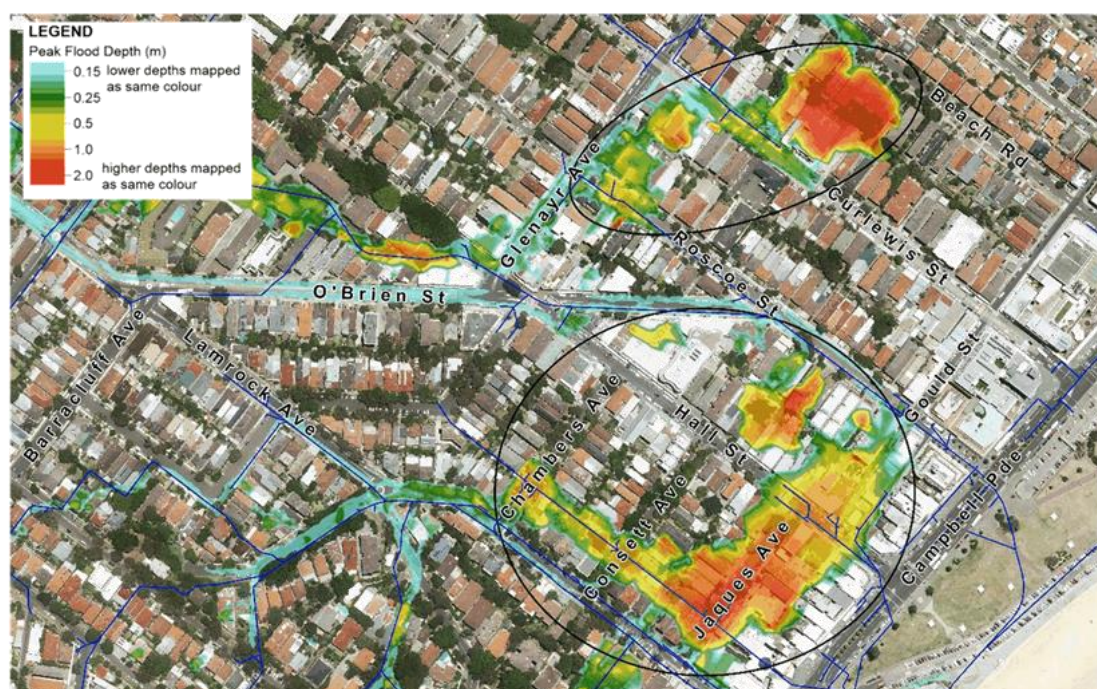 LEGEND
Peak Flood Depth (m)
0.15 lower depths mapped
as same colour
0.25
0.5
1.0
higher depths mapped
2.0 as same colour
Beach Rd
Glenayr Ave
Curlewis St
Roscoe St
O'Brien St
Barracluff Ave
Lamrock Ave
Gould St
Chambers Ave
Hall St
Campbell Pde
Consett Ave
Jaques Ave